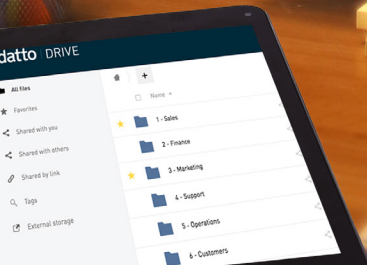 datto DRIVE
All files
Favorites
Shared with you
Shared with others
Shared by link
Tags
External storage
+
Name
1 - Sales
2 - Finance
3 - Marketing
4 - Support
5 - Operations
6 - Customers